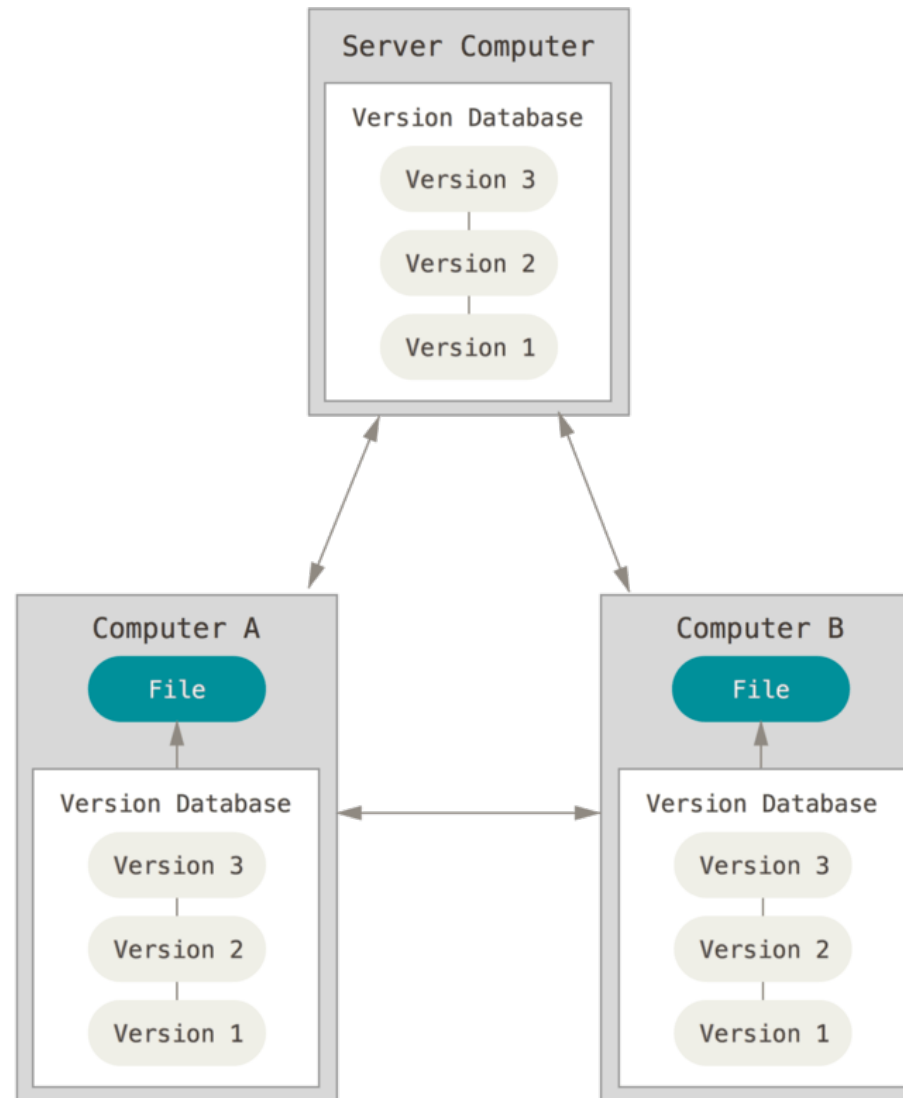 Server Computer
Version Database
Version 3
Version 2
Version 1
Computer A
File
Version Database
Version 3
Version 2
Version 1
Computer B
File
Version Database
Version 3
Version 2
Version 1